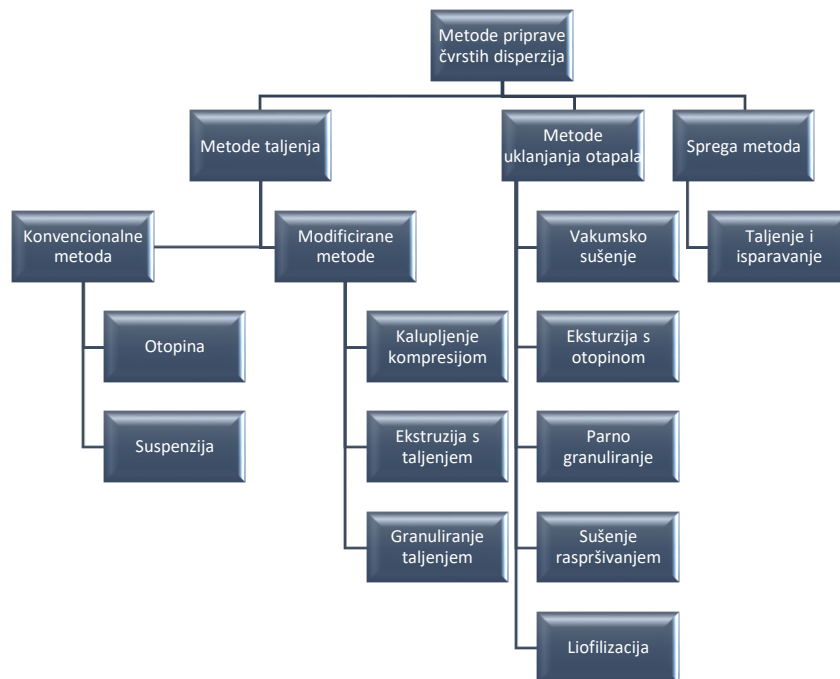 Metode priprave
čvrstih disperzija
Metode taljenja
Metode
uklanjanja otapala
Sprega metoda
Konvencionalne
metoda
Modificirane
metode
Vakumsko
sušenje
Taljenje i
isparavanje
Otopina
Kalupljenje
kompresijom
Eksturzija s
otopinom
Suspenzija
Ekstruzija s
taljenjem
Parno
granuliranje
Granuliranje
taljenjem
Sušenje
raspršivanjem
Liofilizacija